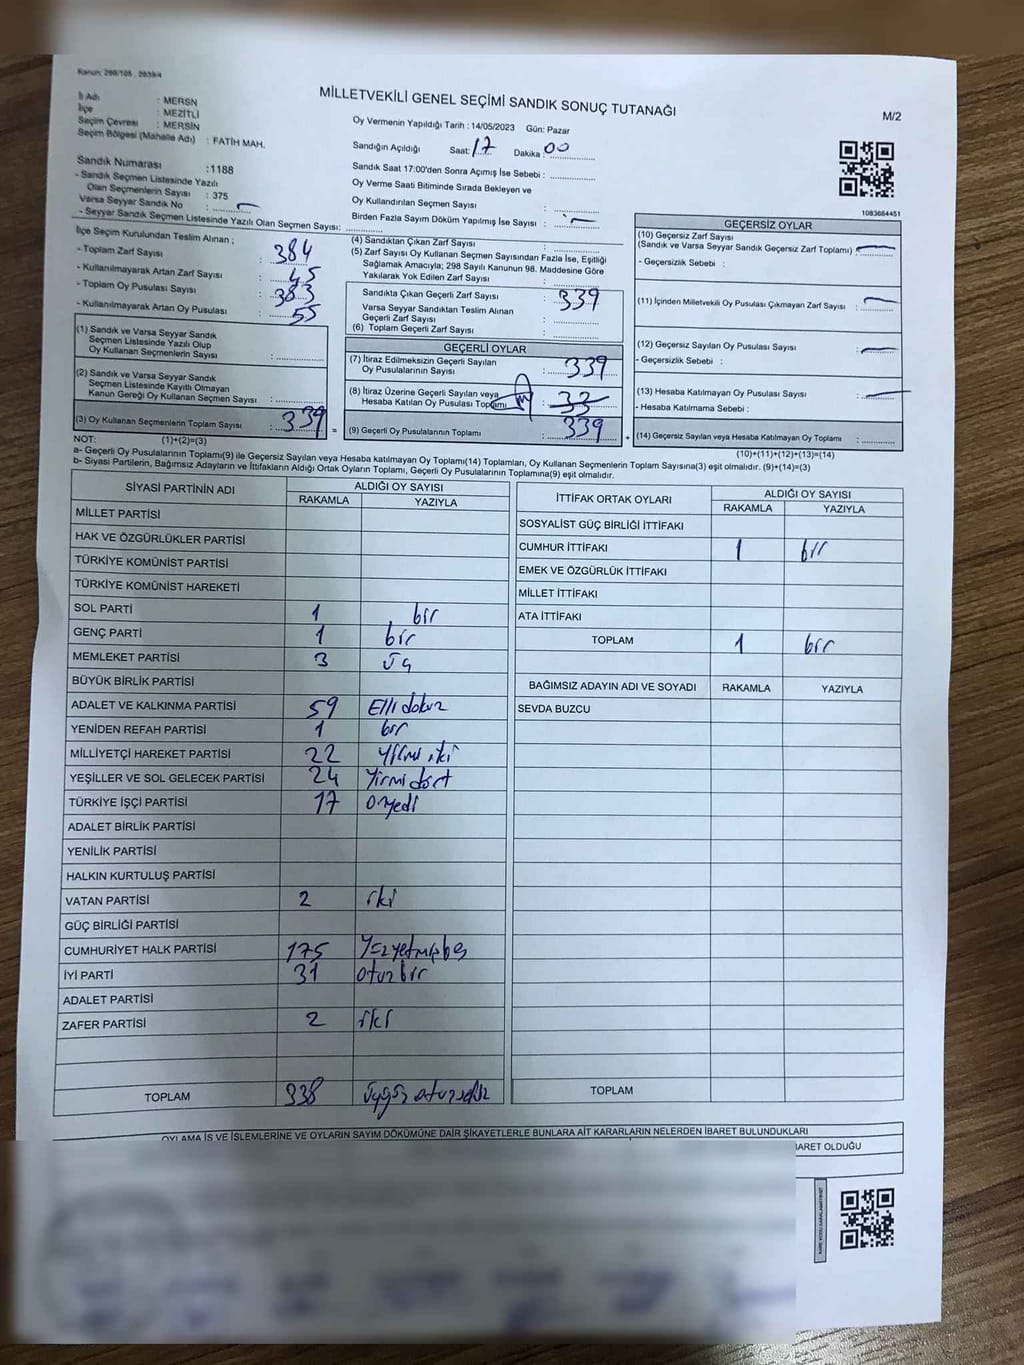 Kanun: 298/105 , 2839/4
MİLLETVEKİLİ GENEL SEÇİMİ SANDIK SONUÇ TUTANAĞI
M/2
İl Adı : MERSN
İlçe : MEZİTLİ
Seçim Çevresi : MERSİN
Seçim Bölgesi (Mahalle Adı) : FATİH MAH.
Oy Vermenin Yapıldığı Tarih : 14/05/2023 Gün: Pazar
Sandığın Açıldığı Saat: 17 Dakika : 00
Sandık Saat 17:00'den Sonra Açımış İse Sebebi :
Oy Verme Saati Bitiminde Sırada Bekleyen ve
Oy Kullandırılan Seçmen Sayısı :
Birden Fazla Sayım Döküm Yapılmış İse Sayısı : -
Sandık Numarası :1188
- Sandık Seçmen Listesinde Yazılı
Olan Seçmenlerin Sayısı : 375
Varsa Seyyar Sandık No : -
- Seyyar Sandık Seçmen Listesinde Yazılı Olan Seçmen Sayısı:
1083664451
İlçe Seçim Kurulundan Teslim Alınan ;
- Toplam Zarf Sayısı : 384
- Kullanılmayarak Artan Zarf Sayısı : 45
- Toplam Oy Pusulası Sayısı : 383
- Kullanılmayarak Artan Oy Pusulası : 55
(1) Sandık ve Varsa Seyyar Sandık
Seçmen Listesinde Yazılı Olup
Oy Kullanan Seçmenlerin Sayısı :
(2) Sandık ve Varsa Seyyar Sandık
Seçmen Listesinde Kayıtlı Olmayan
Kanun Gereği Oy Kullanan Seçmen Sayısı :
(3) Oy Kullanan Seçmenlerin Toplam Sayısı : 339
(4) Sandıktan Çıkan Zarf Sayısı :
(5) Zarf Sayısı Oy Kullanan Seçmen Sayısından Fazla İse, Eşitliği
Sağlamak Amacıyla; 298 Sayılı Kanunun 98. Maddesine Göre
Yakılarak Yok Edilen Zarf Sayısı :
Sandıkta Çıkan Geçerli Zarf Sayısı : 339
Varsa Seyyar Sandıktan Teslim Alınan
Geçerli Zarf Sayısı :
(6) Toplam Geçerli Zarf Sayısı :
GEÇERLİ OYLAR
(7) İtiraz Edilmeksizin Geçerli Sayılan
Oy Pusulalarının Sayısı : 339
(8) İtiraz Üzerine Geçerli Sayılan veya
Hesaba Katılan Oy Pusulası Toplamı : 33
= (9) Geçerli Oy Pusulalarının Toplamı : 339
GEÇERSİZ OYLAR
(10) Geçersiz Zarf Sayısı
(Sandık ve Varsa Seyyar Sandık Geçersiz Zarf Toplamı) : -
- Geçersizlik Sebebi :
(11) İçinden Milletvekili Oy Pusulası Çıkmayan Zarf Sayısı : -
(12) Geçersiz Sayılan Oy Pusulası Sayısı : -
- Geçersizlik Sebebi :
(13) Hesaba Katılmayan Oy Pusulası Sayısı : -
- Hesaba Katılmama Sebebi :
+ (14) Geçersiz Sayılan veya Hesaba Katılmayan Oy Toplamı :
(10)+(11)+(12)+(13)=(14)
NOT: (1)+(2)=(3)
a- Geçerli Oy Pusulalarının Toplamı(9) ile Geçersiz Sayılan veya Hesaba katılmayan Oy Toplamı(14) Toplamları, Oy Kullanan Seçmenlerin Toplam Sayısına(3) eşit olmalıdır. (9)+(14)=(3)
b- Siyasi Partilerin, Bağımsız Adayların ve İttifakların Aldığı Ortak Oyların Toplamı, Geçerli Oy Pusulalarının Toplamına(9) eşit olmalıdır.
SİYASİ PARTİNİN ADI ALDIĞI OY SAYISI
RAKAMLA YAZIYLA
MİLLET PARTİSİ
HAK VE ÖZGÜRLÜKLER PARTİSİ
TÜRKİYE KOMÜNİST PARTİSİ
TÜRKİYE KOMÜNİST HAREKETİ
SOL PARTİ 1 bir
GENÇ PARTİ 1 bir
MEMLEKET PARTİSİ 3 üç
BÜYÜK BİRLİK PARTİSİ
ADALET VE KALKINMA PARTİSİ 59 Elli dokuz
YENİDEN REFAH PARTİSİ 1 bir
MİLLİYETÇİ HAREKET PARTİSİ 22 yirmi iki
YEŞİLLER VE SOL GELECEK PARTİSİ 24 yirmi dört
TÜRKİYE İŞÇİ PARTİSİ 17 onyedi
ADALET BİRLİK PARTİSİ
YENİLİK PARTİSİ
HALKIN KURTULUŞ PARTİSİ
VATAN PARTİSİ 2 iki
GÜÇ BİRLİĞİ PARTİSİ
CUMHURİYET HALK PARTİSİ 175 yüzyetmişbeş
İYİ PARTİ 31 otuzbir
ADALET PARTİSİ
ZAFER PARTİSİ 2 iki
TOPLAM 338 üçyüz otuzsekiz
İTTİFAK ORTAK OYLARI ALDIĞI OY SAYISI
RAKAMLA YAZIYLA
SOSYALİST GÜÇ BİRLİĞİ İTTİFAKI
CUMHUR İTTİFAKI 1 bir
EMEK VE ÖZGÜRLÜK İTTİFAKI
MİLLET İTTİFAKI
ATA İTTİFAKI
TOPLAM 1 bir
BAĞIMSIZ ADAYIN ADI VE SOYADI RAKAMLA YAZIYLA
SEVDA BUZCU
TOPLAM
OYLAMA İŞ VE İŞLEMLERİNE VE OYLARIN SAYIM DÖKÜMÜNE DAİR ŞİKAYETLERLE BUNLARA AİT KARARLARIN NELERDEN İBARET BULUNDUKLARI
BARET OLDUĞU